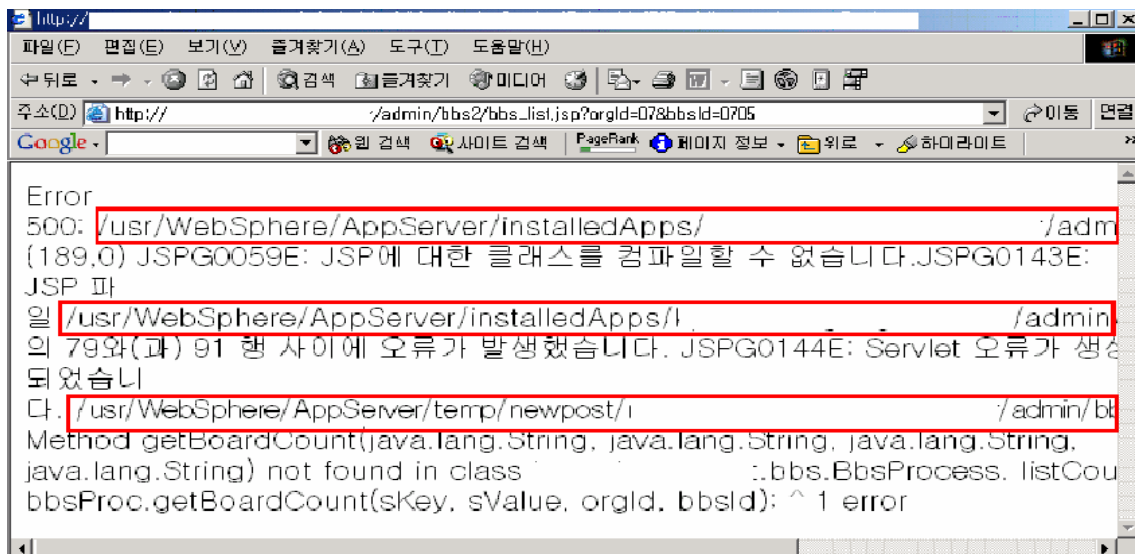 http://
파일(F) 편집(E) 보기(V) 즐겨찾기(A) 도구(T) 도움말(H)
뒤로 검색 즐겨찾기 미디어
주소(D) http:// /admin/bbs2/bbs_list.jsp?orgId=07&bbsId=0705 이동 연결
Google 웹 검색 사이트 검색 PageRank 페이지 정보 위로 하이라이트 »
Error
500: /usr/WebSphere/AppServer/installedApps/ /adm
(189,0) JSPG0059E: JSP에 대한 클래스를 컴파일할 수 없습니다.JSPG0143E:
JSP 파
일 /usr/WebSphere/AppServer/installedApps/ /admin
의 79와(과) 91 행 사이에 오류가 발생했습니다. JSPG0144E: Servlet 오류가 생성
되었습니
다. /usr/WebSphere/AppServer/temp/newpost/ /admin/bb
Method getBoardCount(java.lang.String, java.lang.String, java.lang.String,
java.lang.String) not found in class .bbs.BbsProcess. listCou
bbsProc.getBoardCount(sKey, sValue, orgId, bbsId); ^ 1 error